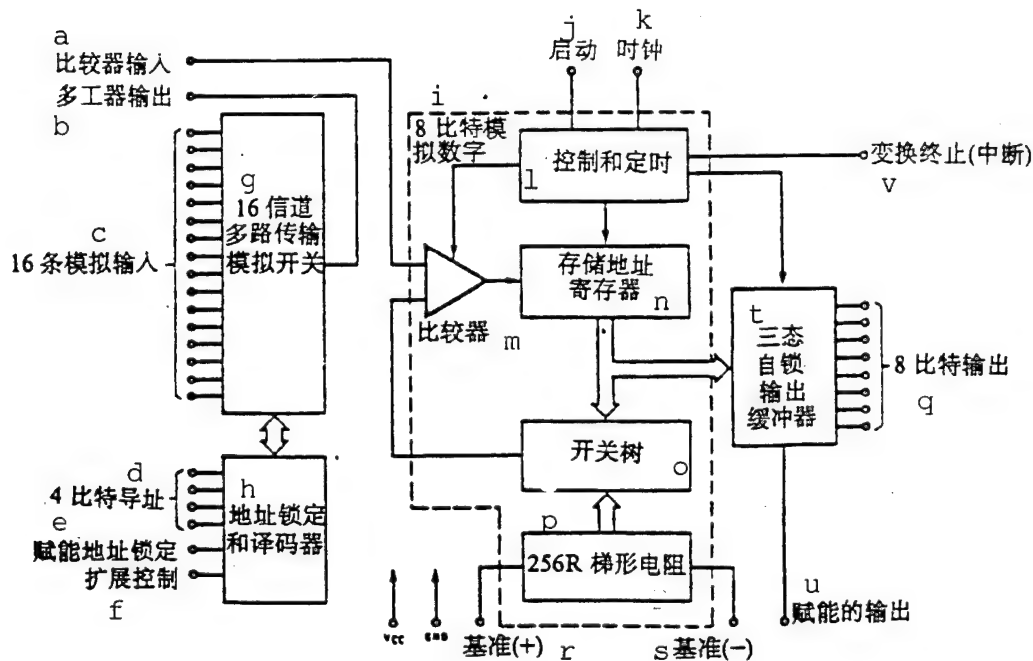 a
比较器输入
多工器输出
b
c
16 条模拟输入
d
4 比特导址
e
赋能地址锁定
扩展控制
f
g
16 信道
多路传输
模拟开关
h
地址锁定
和译码器
i
8 比特模
拟数字
j
启动
k
时钟
l
控制和定时
变换终止(中断)
v
存储地址
寄存器
n
比较器
m
开关树
o
p
256R 梯形电阻
t
三态
自锁
输出
缓冲器
8 比特输出
q
u
赋能的输出
VCC
GND
基准(+)
r
s
基准(-)